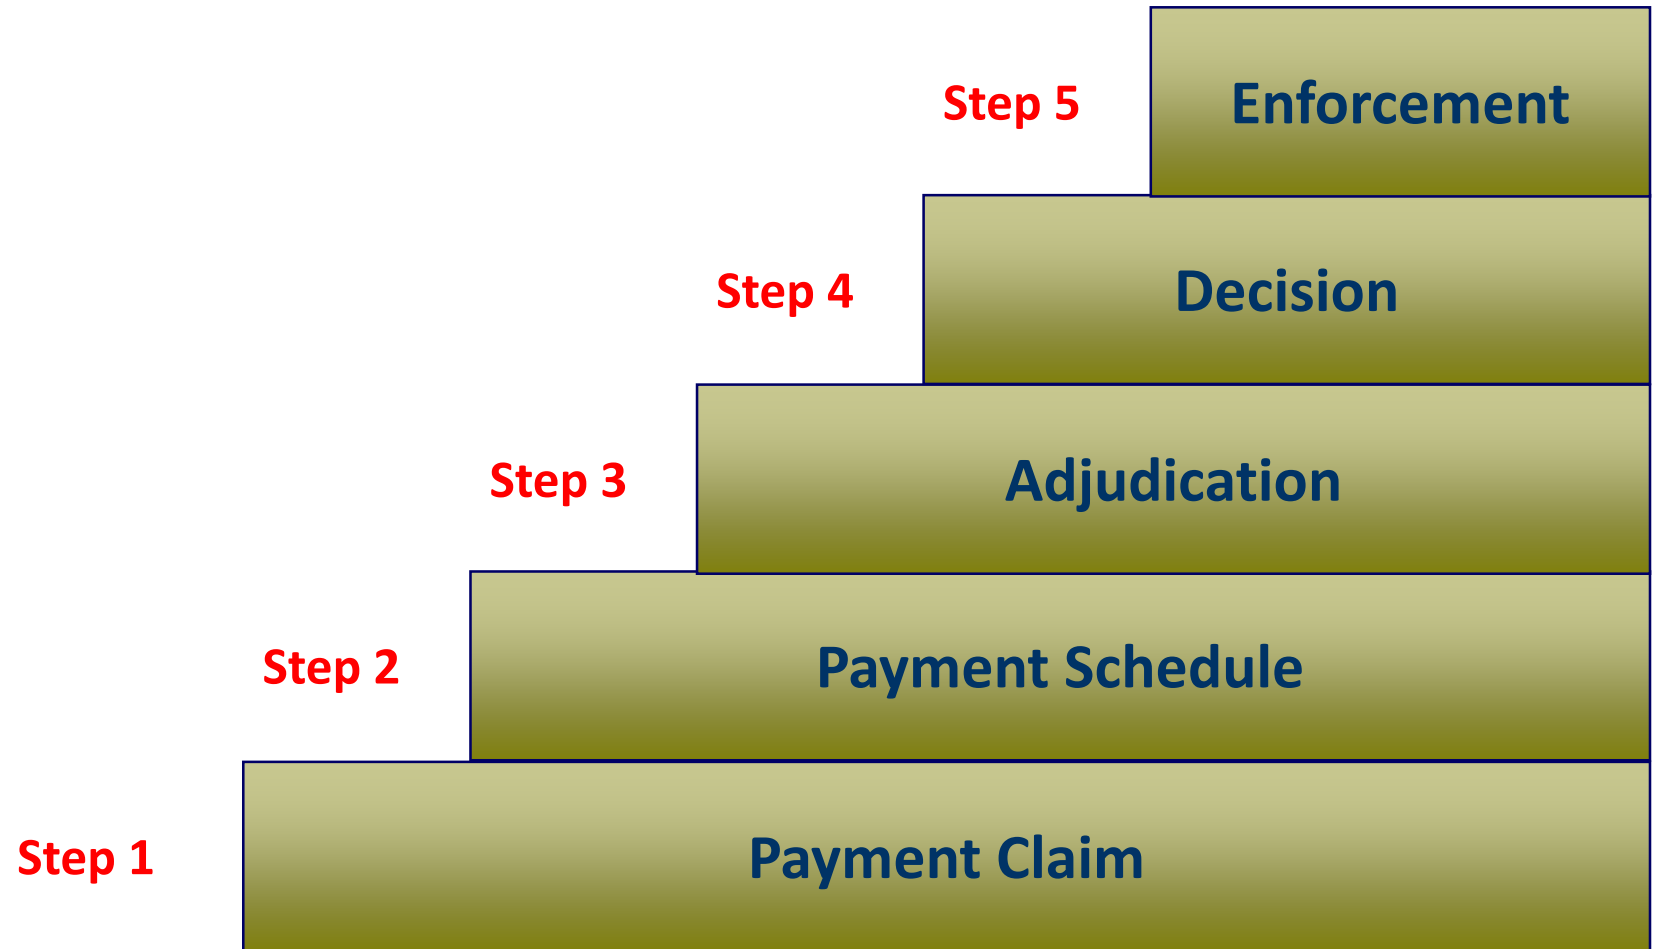 Step 5 Enforcement
Step 4 Decision
Step 3 Adjudication
Step 2 Payment Schedule
Step 1 Payment Claim